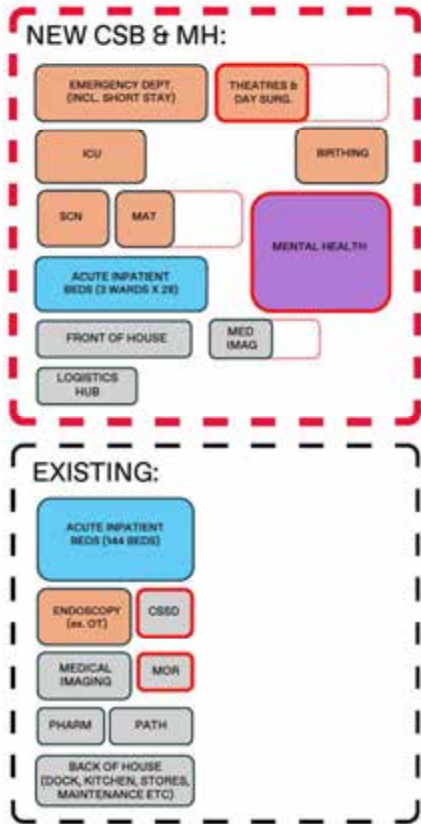 NEW CSB & MH:
EMERGENCY DEPT.
(INCL. SHORT STAY)
THEATRES &
DAY SURG.
ICU
BIRTHING
SCN
MAT
MENTAL HEALTH
ACUTE INPATIENT
BEDS (3 WARDS X 28)
FRONT OF HOUSE
MED
IMAG
LOGISTICS
HUB
EXISTING:
ACUTE INPATIENT
BEDS (144 BEDS)
ENDOSCOPY
(ex. OT)
CSSD
MEDICAL
IMAGING
MOR
PHARM
PATH
BACK OF HOUSE
(DOCK, KITCHEN, STORES,
MAINTENANCE ETC)